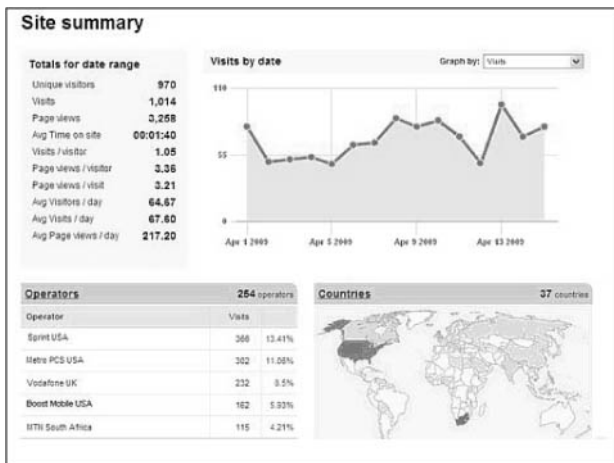 Site summary
Totals for date range
Unique visitors 970
Visits 1,014
Page views 3,258
Avg Time on site 00:01:40
Visits / visitor 1.05
Page views / visitor 3.36
Page views / visit 3.21
Avg Visitors / day 64.67
Avg Visits / day 67.60
Avg Page views / day 217.20
Visits by date
Graph by: Visits
110
55
0
Apr 1 2009 Apr 5 2009 Apr 9 2009 Apr 13 2009
Operators 254 operators
Operator Visits
Sprint USA 366 13.41%
Metro PCS USA 302 11.06%
Vodafone UK 232 8.5%
Boost Mobile USA 162 5.93%
MTN South Africa 115 4.21%
Countries 37 countries